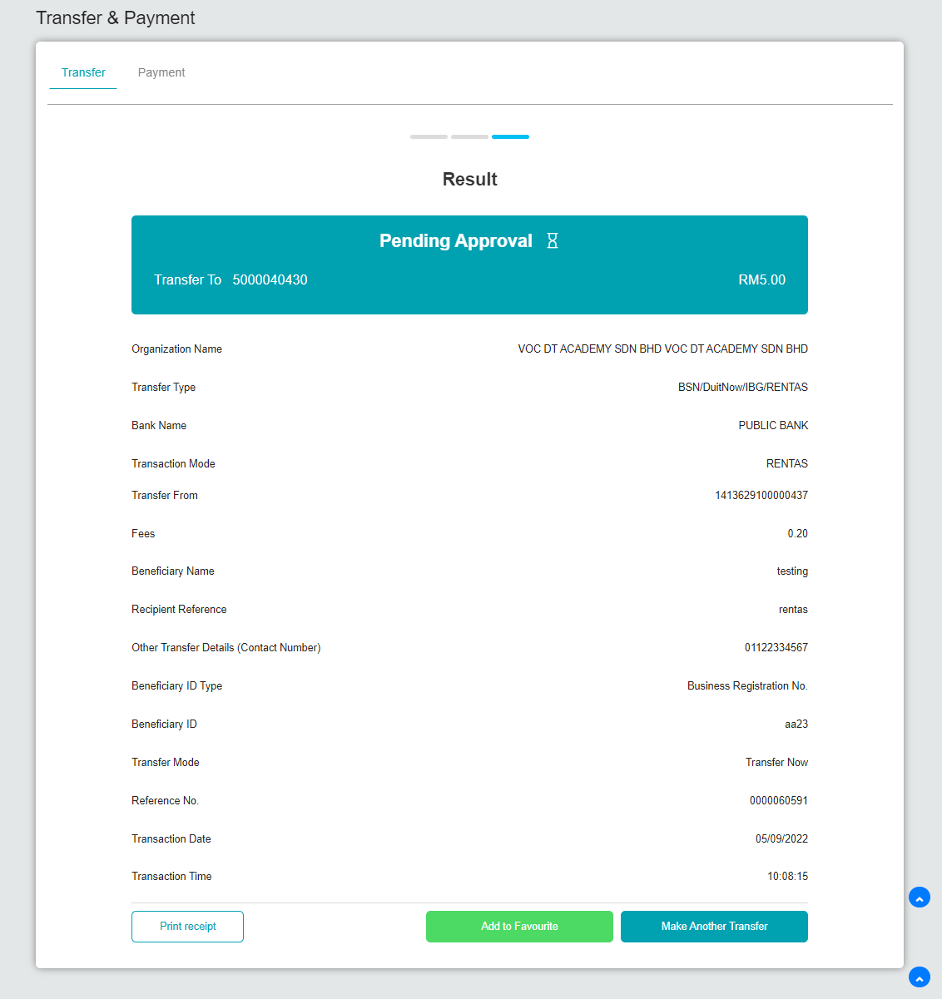 Transfer & Payment
Transfer Payment
Result
Pending Approval
Transfer To 5000040430 RM5.00
Organization Name VOC DT ACADEMY SDN BHD VOC DT ACADEMY SDN BHD
Transfer Type BSN/DuitNow/IBG/RENTAS
Bank Name PUBLIC BANK
Transaction Mode RENTAS
Transfer From 1413629100000437
Fees 0.20
Beneficiary Name testing
Recipient Reference rentas
Other Transfer Details (Contact Number) 01122334567
Beneficiary ID Type Business Registration No.
Beneficiary ID aa23
Transfer Mode Transfer Now
Reference No. 0000060591
Transaction Date 05/09/2022
Transaction Time 10:08:15
Print receipt Add to Favourite Make Another Transfer